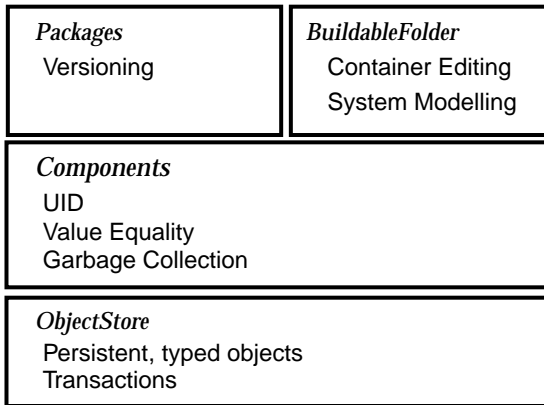 Packages
Versioning
BuildableFolder
Container Editing
System Modelling
Components
UID
Value Equality
Garbage Collection
ObjectStore
Persistent, typed objects
Transactions